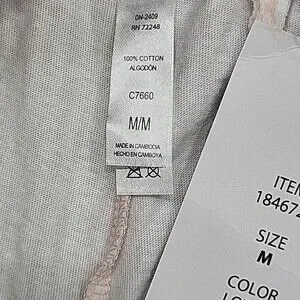 GN-2409
RN 72248
100% COTTON
ALGODÓN
C7660
M/M
MADE IN CAMBODIA
HECHO EN CAMBOYA
ITEM
184672
SIZE
M
COLOR